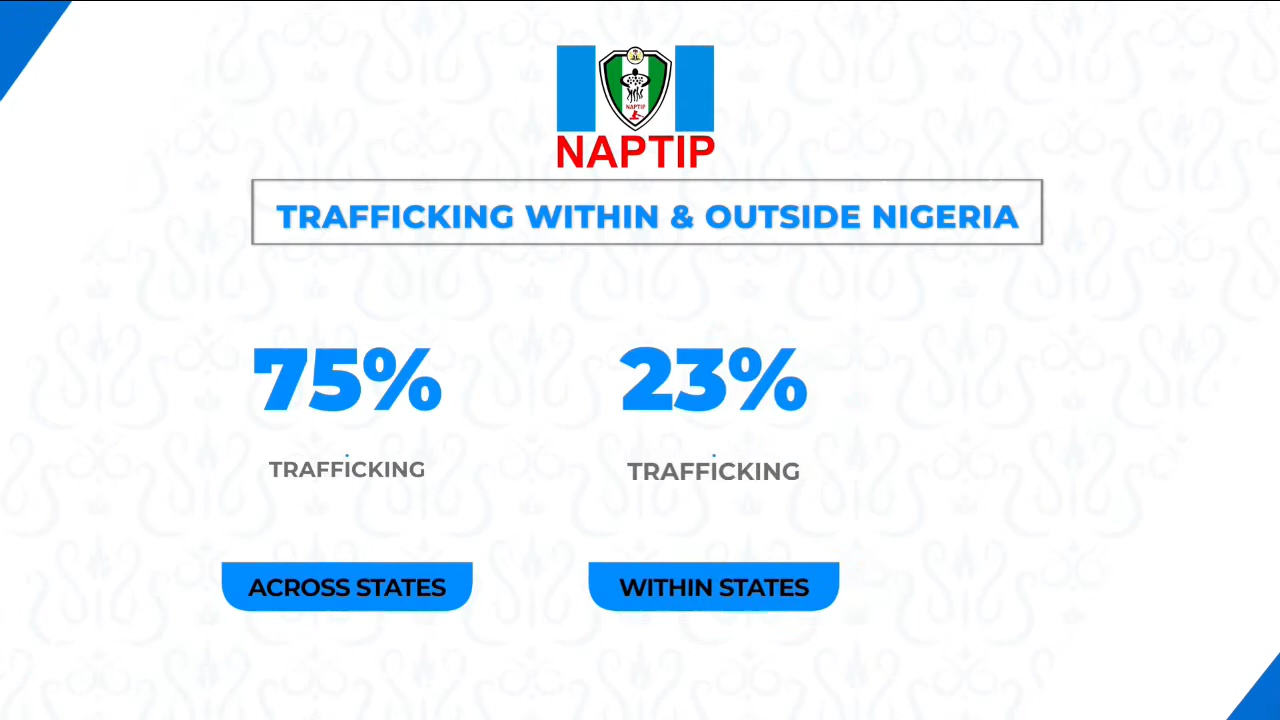 NAPTIP
NAPTIP
TRAFFICKING WITHIN & OUTSIDE NIGERIA
75%
23%
TRAFFICKING
TRAFFICKING
ACROSS STATES
WITHIN STATES